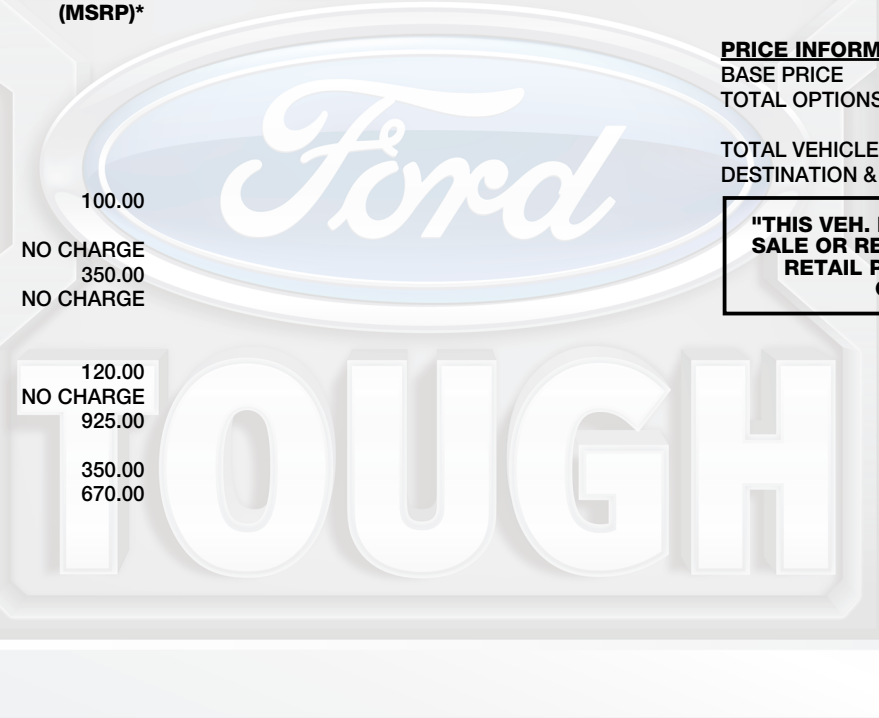 (MSRP)*
100.00
NO CHARGE
350.00
NO CHARGE
120.00
NO CHARGE
925.00
350.00
670.00
PRICE INFORM
BASE PRICE
TOTAL OPTIONS
TOTAL VEHICLE
DESTINATION &
"THIS VEH.
SALE OR RE
RETAIL P
Ford
TOUGH